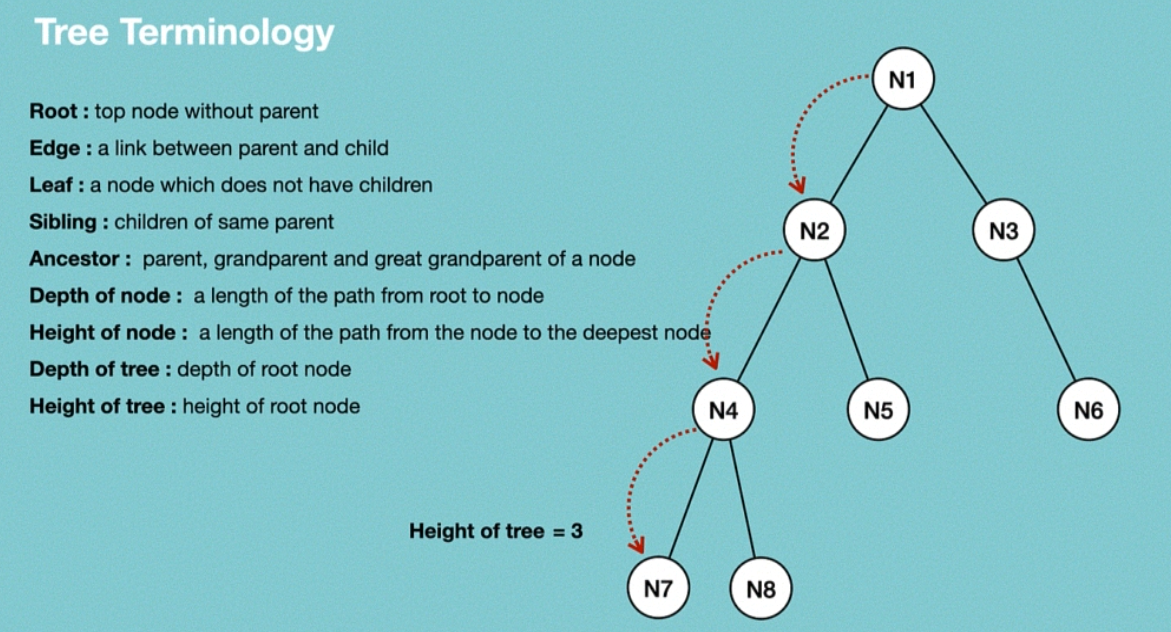 Tree Terminology
Root : top node without parent
Edge : a link between parent and child
Leaf : a node which does not have children
Sibling : children of same parent
Ancestor :  parent, grandparent and great grandparent of a node
Depth of node :  a length of the path from root to node
Height of node :  a length of the path from the node to the deepest node
Depth of tree : depth of root node
Height of tree : height of root node
N1
N2
N3
N4
N5
N6
Height of tree = 3
N7
N8